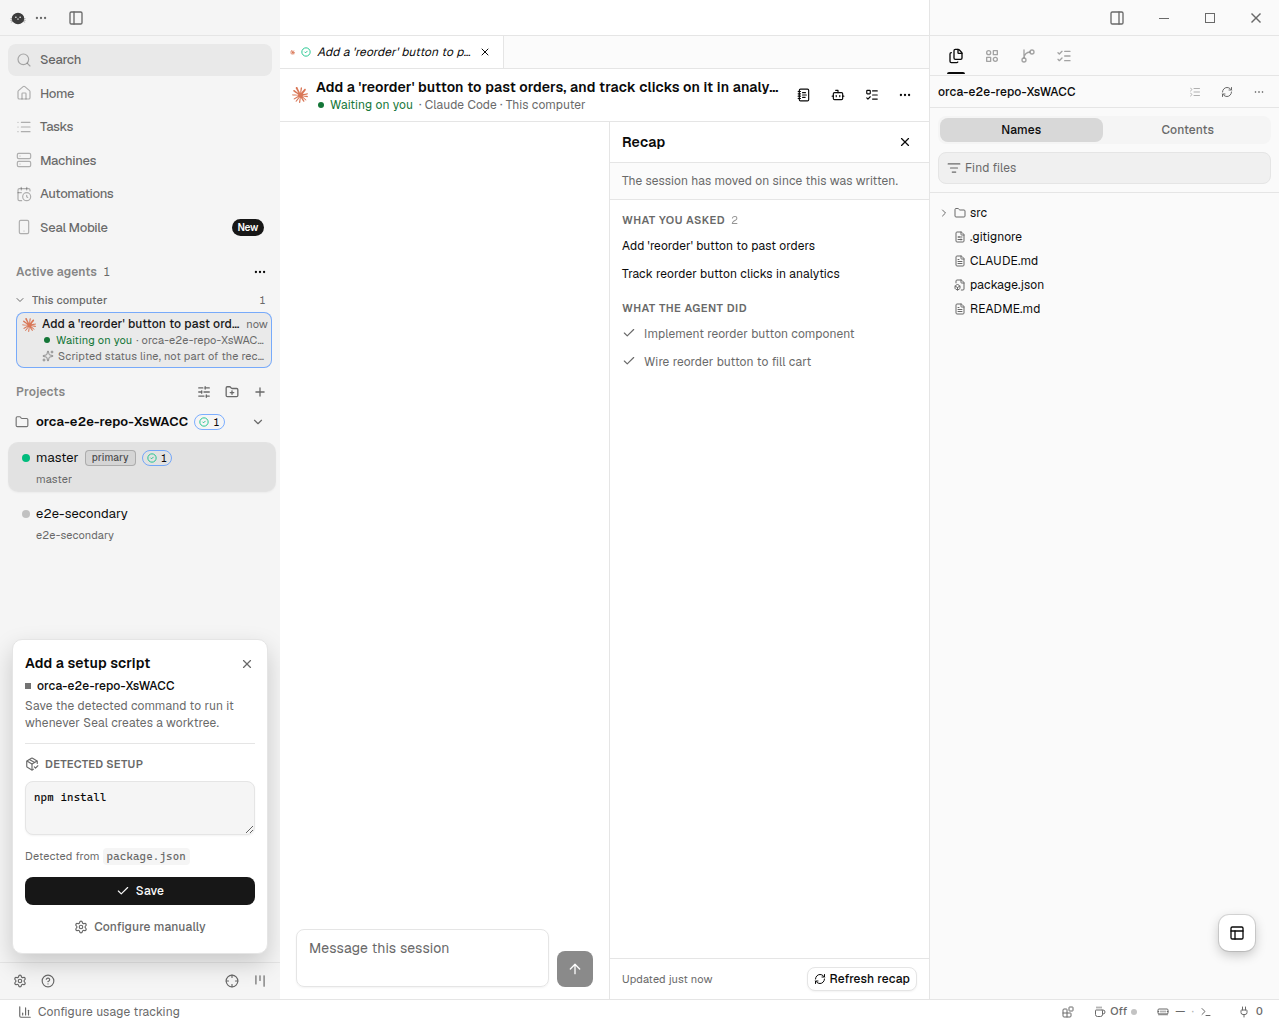 Search
Home
Tasks
Machines
Automations
Seal Mobile
New
Active agents 1
This computer
1
Add a 'reorder' button to past ord...
now
Waiting on you · orca-e2e-repo-XsWAC...
Scripted status line, not part of the rec...
Projects
orca-e2e-repo-XsWACC
1
master
primary
1
master
e2e-secondary
e2e-secondary
Add a setup script
orca-e2e-repo-XsWACC
Save the detected command to run it
whenever Seal creates a worktree.
DETECTED SETUP
npm install
Detected from package.json
Save
Configure manually
Configure usage tracking
Add a 'reorder' button to p...
Add a 'reorder' button to past orders, and track clicks on it in analy...
Waiting on you · Claude Code · This computer
Message this session
Recap
The session has moved on since this was written.
WHAT YOU ASKED 2
Add 'reorder' button to past orders
Track reorder button clicks in analytics
WHAT THE AGENT DID
Implement reorder button component
Wire reorder button to fill cart
Updated just now
Refresh recap
orca-e2e-repo-XsWACC
Names
Contents
Find files
src
.gitignore
CLAUDE.md
package.json
README.md
Off
— ·
0